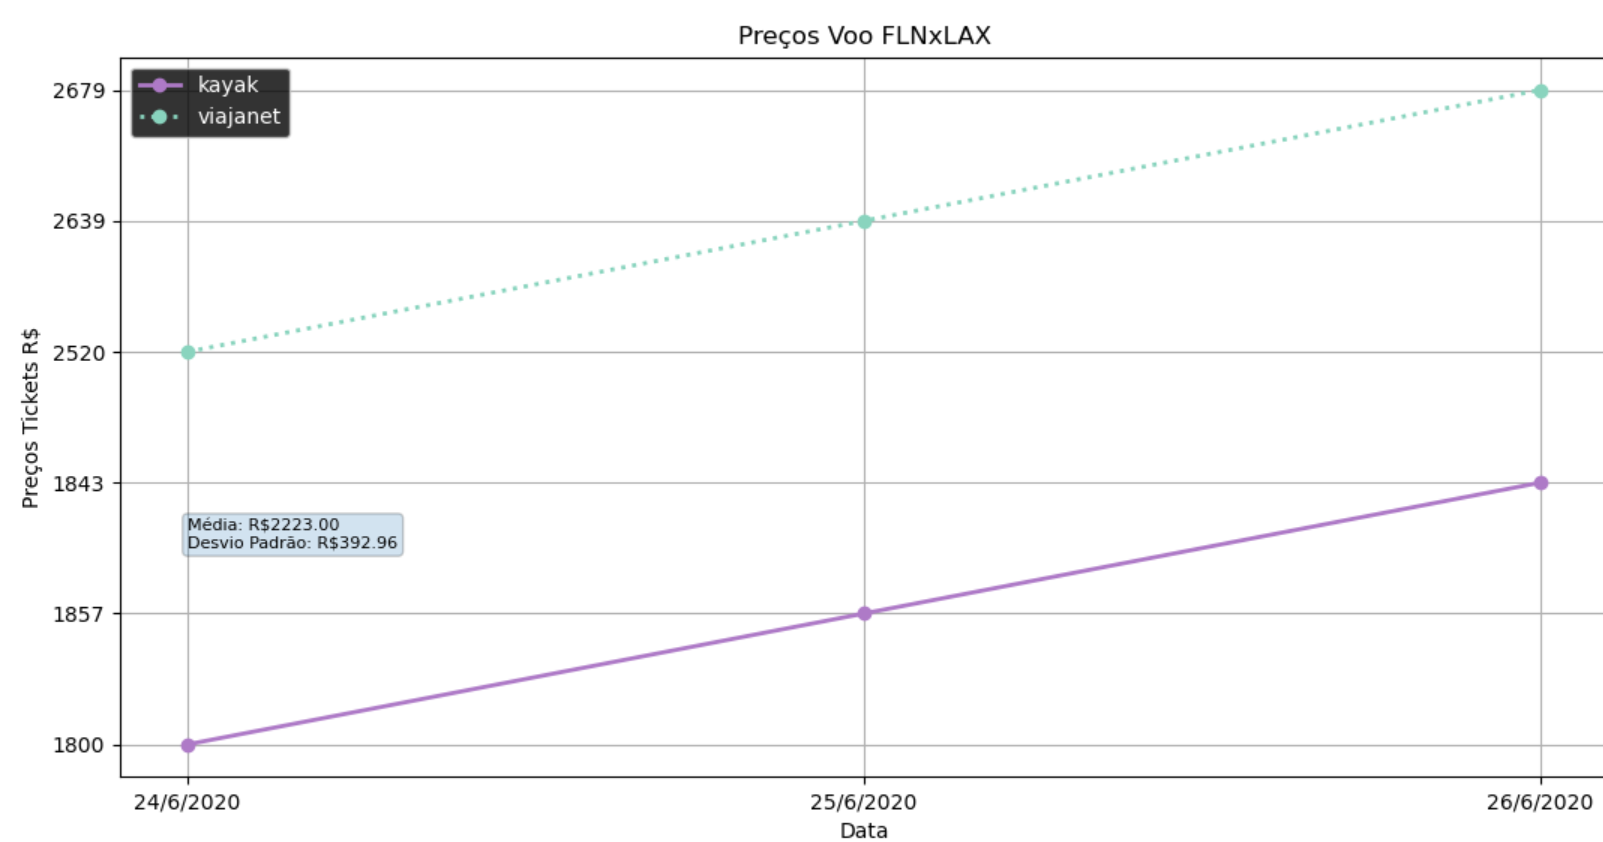 Preços Voo FLNxLAX
kayak
viajanet
2679
2639
2520
1843
1857
1800
Preços Tickets R$
Média: R$2223.00
Desvio Padrão: R$392.96
24/6/2020
25/6/2020
26/6/2020
Data